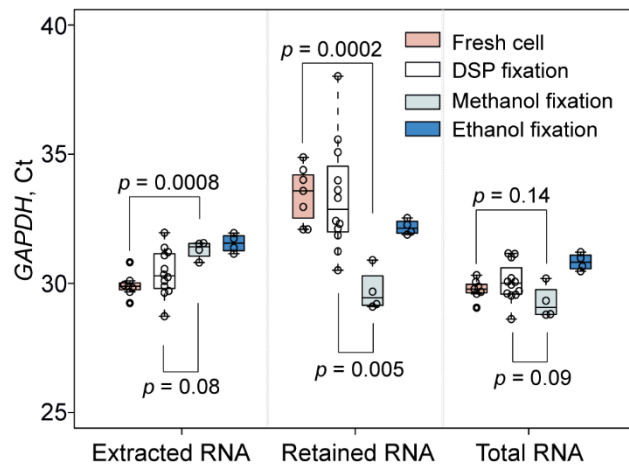 40
35
30
25
GAPDH, Ct
p = 0.0008
p = 0.08
p = 0.0002
p = 0.005
p = 0.14
p = 0.09
Fresh cell
DSP fixation
Methanol fixation
Ethanol fixation
Extracted RNA
Retained RNA
Total RNA